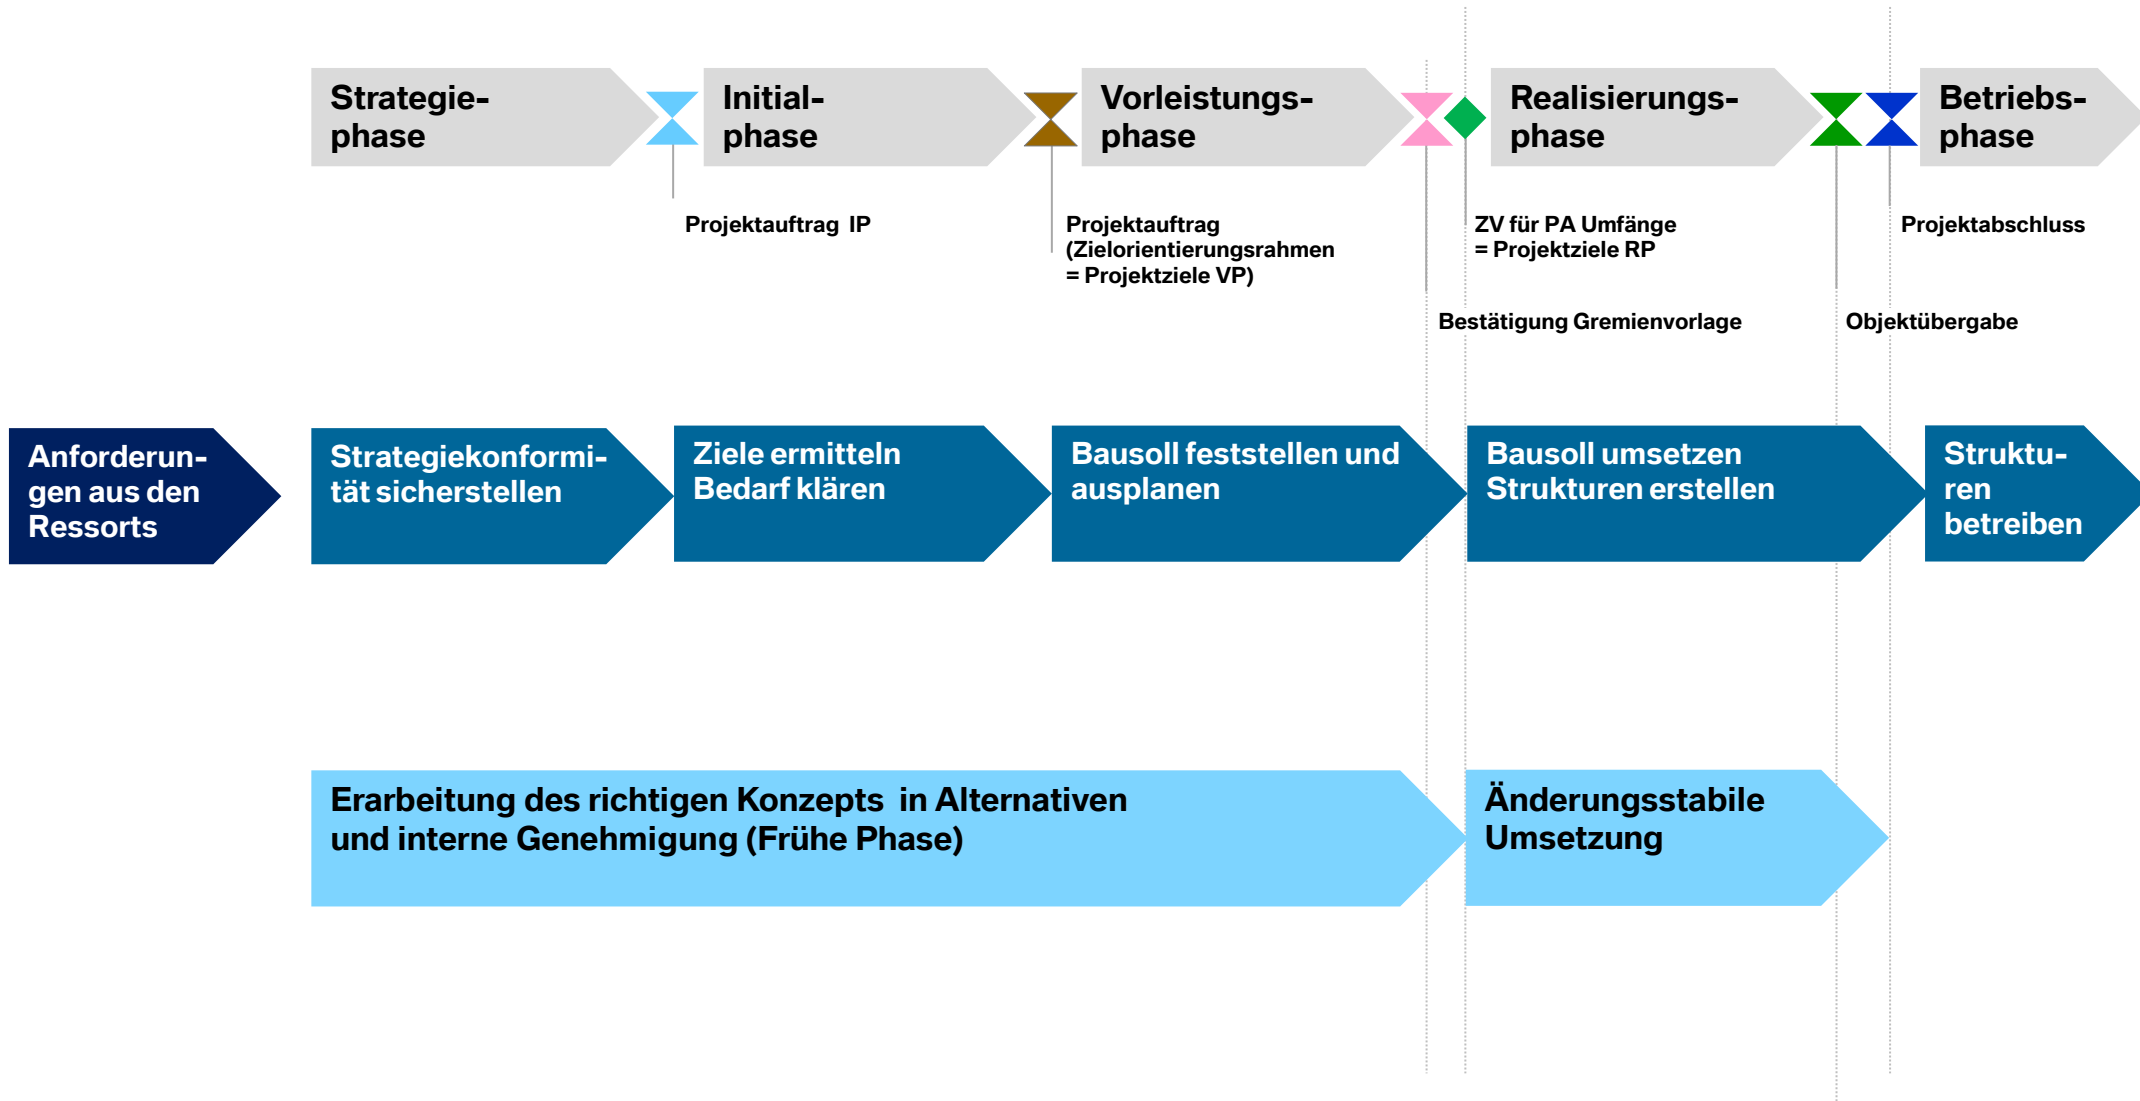 Strategie-
phase
Initial-
phase
Vorleistungs-
phase
Realisierungs-
phase
Betriebs-
phase
Projektauftrag  IP
Projektauftrag
(Zielorientierungsrahmen
= Projektziele VP)
ZV für PA Umfänge
= Projektziele RP
Projektabschluss
Bestätigung Gremienvorlage
Objektübergabe
Anforderun-
gen aus den
Ressorts
Strategiekonformi-
tät sicherstellen
Ziele ermitteln
Bedarf klären
Bausoll feststellen und
ausplanen
Bausoll umsetzen
Strukturen erstellen
Struktu-
ren
betreiben
Erarbeitung des richtigen Konzepts  in Alternativen
und interne Genehmigung (Frühe Phase)
Änderungsstabile
Umsetzung